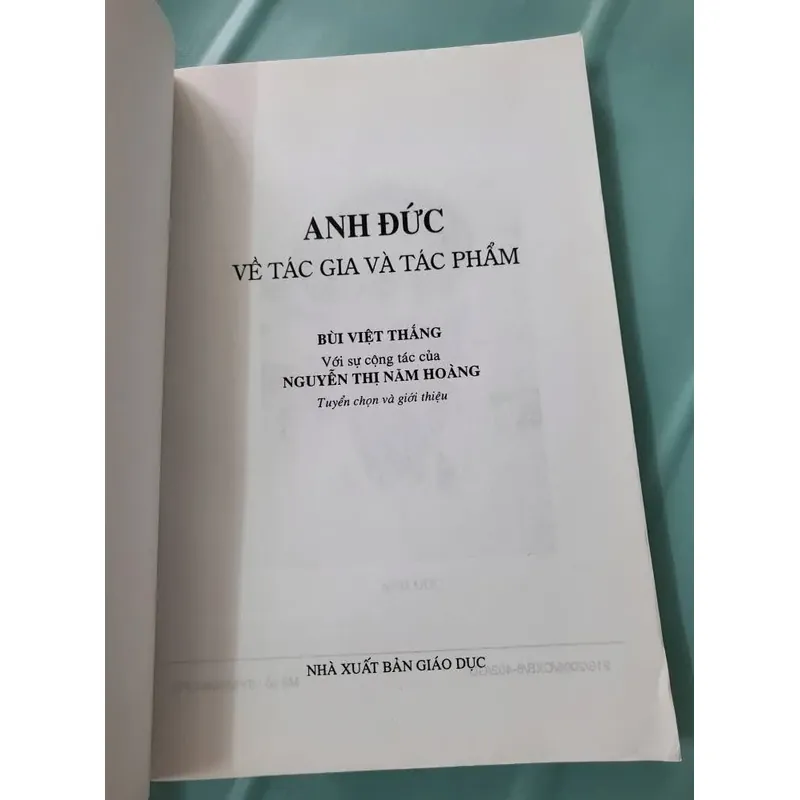 ANH ĐỨC
VỀ TÁC GIA VÀ TÁC PHẨM
BÙI VIỆT THẮNG
Với sự cộng tác của
NGUYỄN THỊ NĂM HOÀNG
Tuyển chọn và giới thiệu
NHÀ XUẤT BẢN GIÁO DỤC